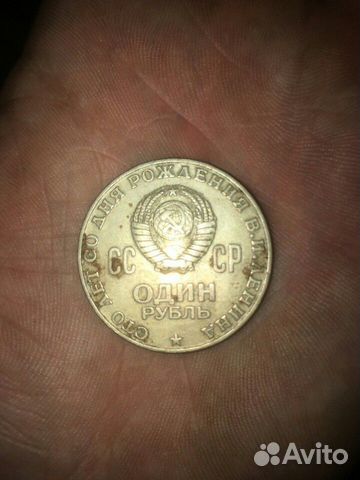 СТО ЛЕТ СО ДНЯ РОЖДЕНИЯ В.И.ЛЕНИНА
СС СР
ОДИН
РУБЛЬ
Avito